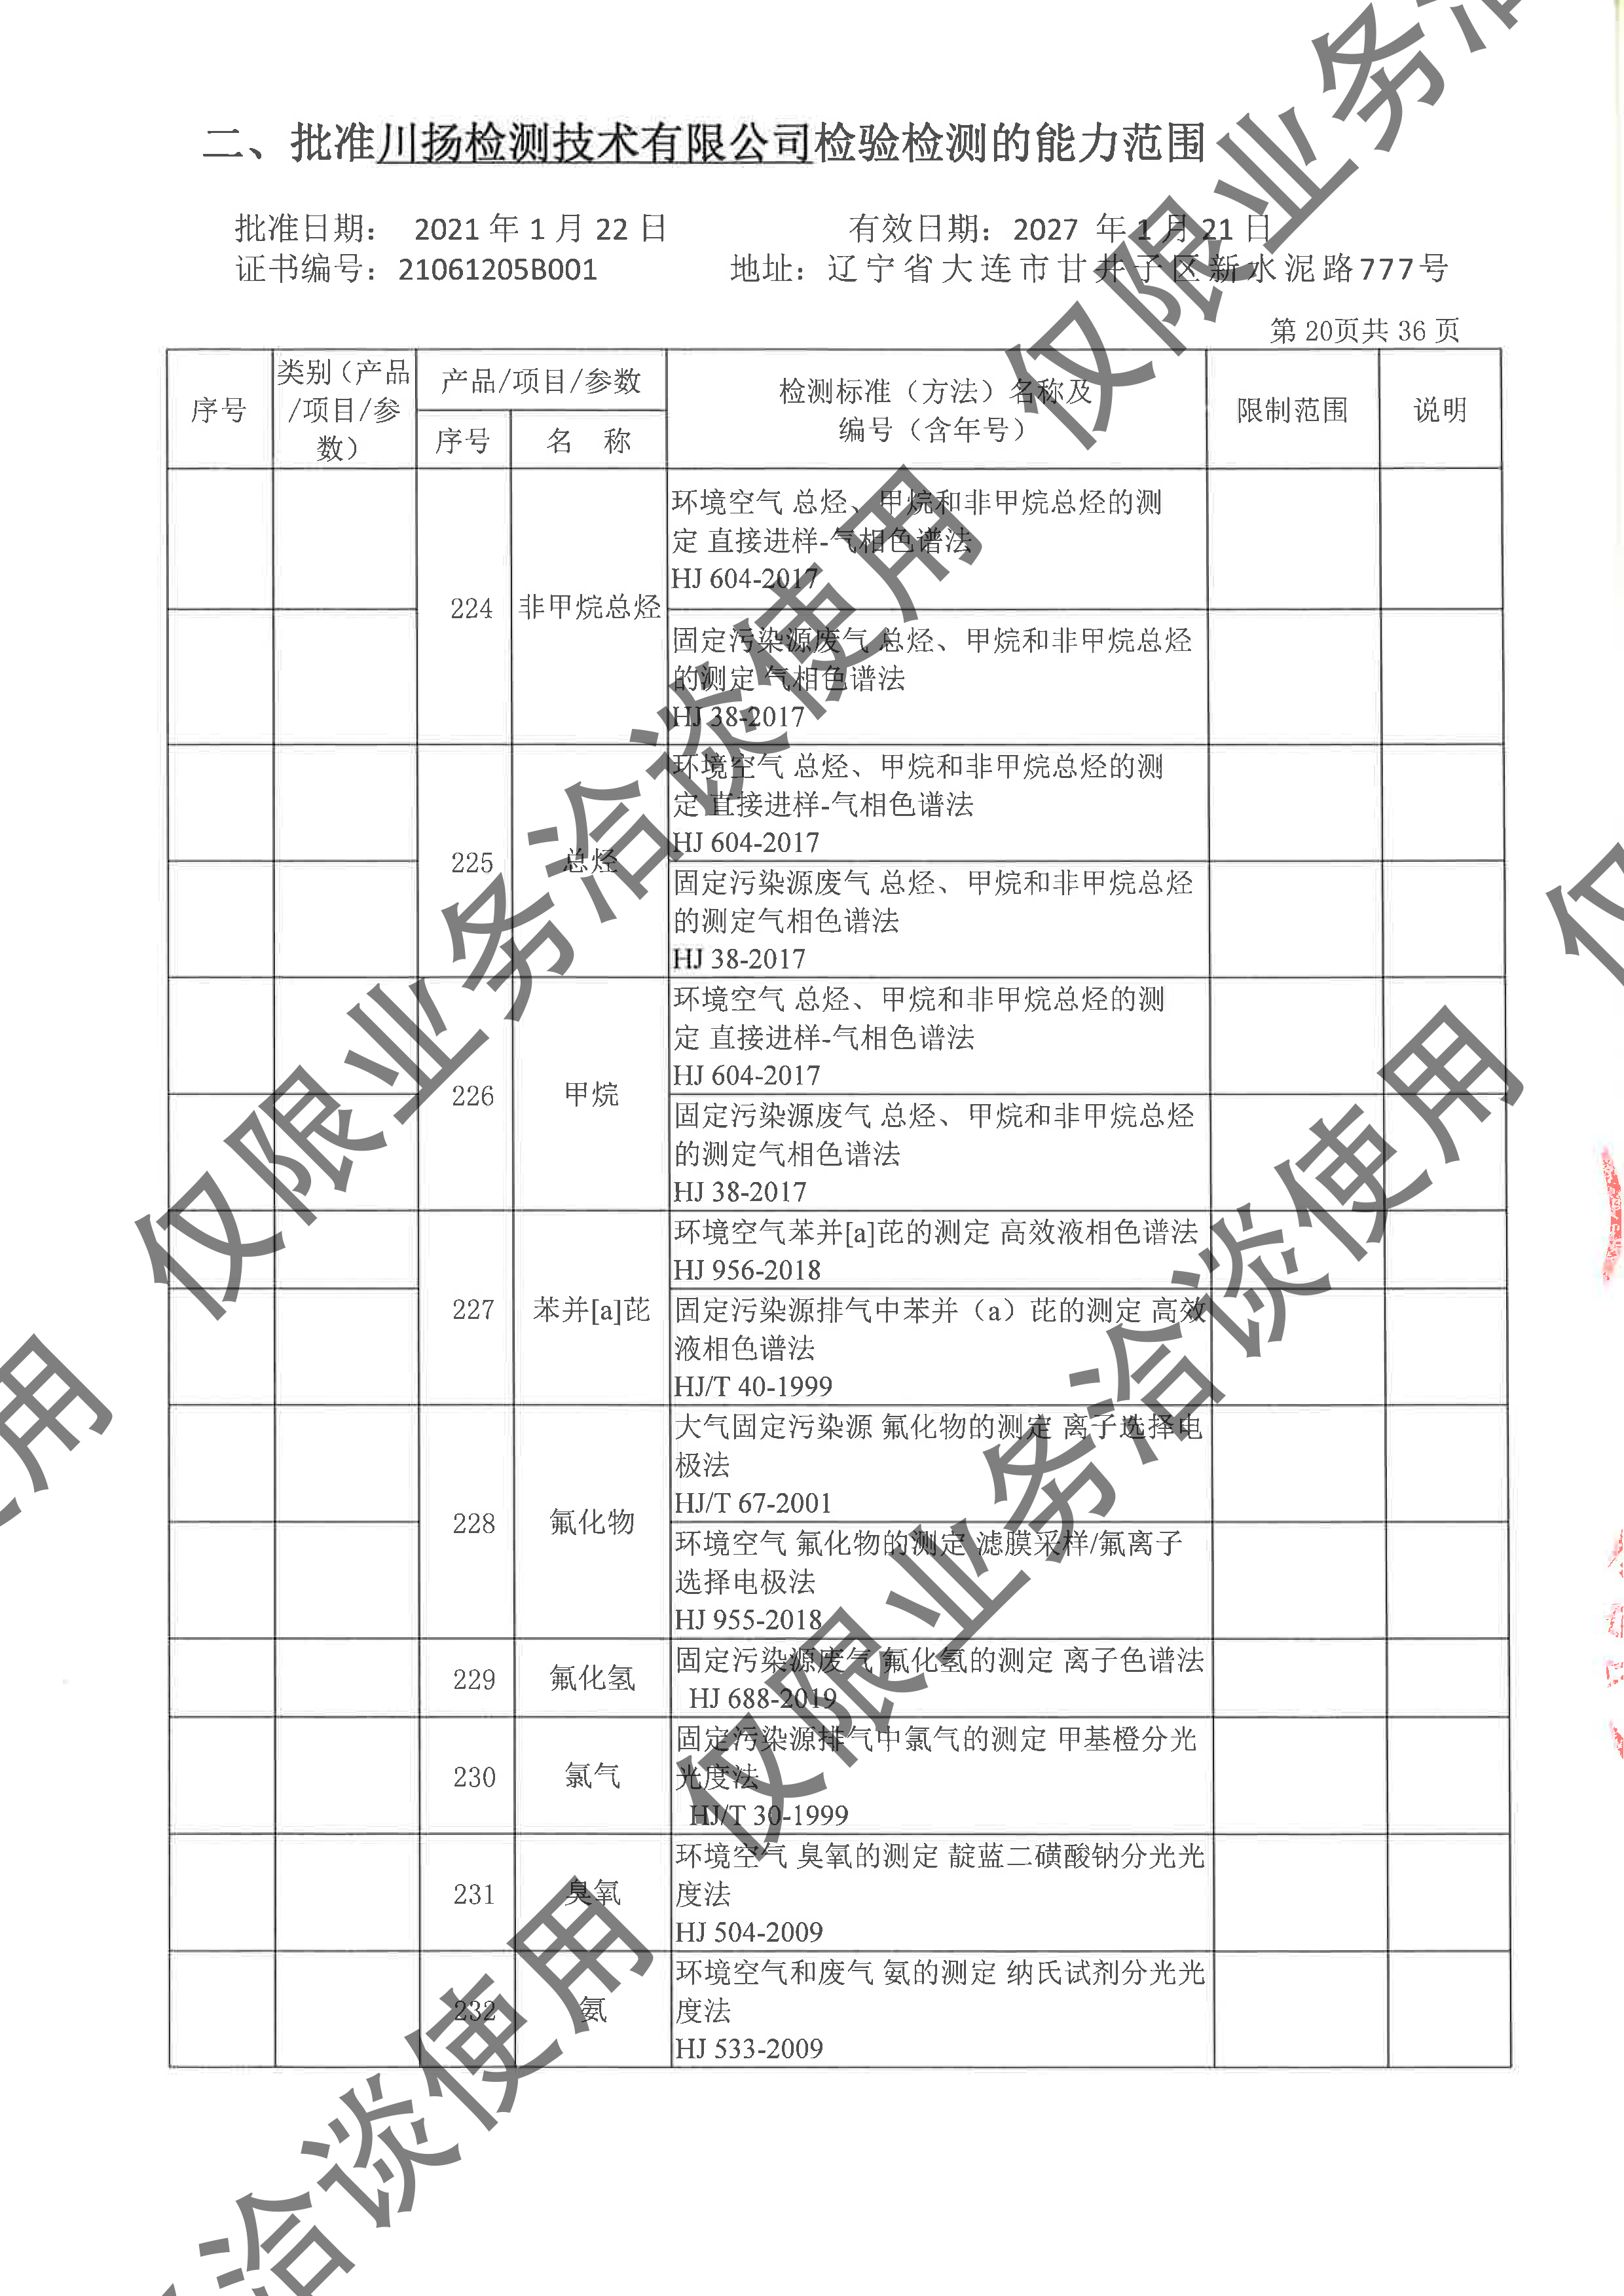 二、批准川扬检测技术有限公司检验检测的能力范围
批准日期： 2021 年 1 月 22 日 有效日期：2027 年 1 月 21 日
证书编号：21061205B001 地址：辽宁省大连市甘井子区新水泥路777号
第 20页共 36 页
序号
类别（产品
/项目/参
数）
产品/项目/参数
序号
名 称
检测标准（方法）名称及
编号（含年号）
限制范围
说明
224
非甲烷总烃
环境空气 总烃、甲烷和非甲烷总烃的测
定 直接进样-气相色谱法
HJ 604-2017
固定污染源废气 总烃、甲烷和非甲烷总烃
的测定 气相色谱法
HJ 38-2017
225
总烃
环境空气 总烃、甲烷和非甲烷总烃的测
定 直接进样-气相色谱法
HJ 604-2017
固定污染源废气 总烃、甲烷和非甲烷总烃
的测定气相色谱法
HJ 38-2017
226
甲烷
环境空气 总烃、甲烷和非甲烷总烃的测
定 直接进样-气相色谱法
HJ 604-2017
固定污染源废气 总烃、甲烷和非甲烷总烃
的测定气相色谱法
HJ 38-2017
227
苯并[a]芘
环境空气苯并[a]芘的测定 高效液相色谱法
HJ 956-2018
固定污染源排气中苯并（a）芘的测定 高效
液相色谱法
HJ/T 40-1999
228
氟化物
大气固定污染源 氟化物的测定 离子选择电
极法
HJ/T 67-2001
环境空气 氟化物的测定 滤膜采样/氟离子
选择电极法
HJ 955-2018
229
氟化氢
固定污染源废气 氟化氢的测定 离子色谱法
HJ 688-2019
230
氯气
固定污染源排气中氯气的测定 甲基橙分光
光度法
HJ/T 30-1999
231
臭氧
环境空气 臭氧的测定 靛蓝二磺酸钠分光光
度法
HJ 504-2009
232
氨
环境空气和废气 氨的测定 纳氏试剂分光光
度法
HJ 533-2009
仅限业务洽
仅限业务洽谈使用
仅限业务洽谈使用
仅
使用
务洽谈使用